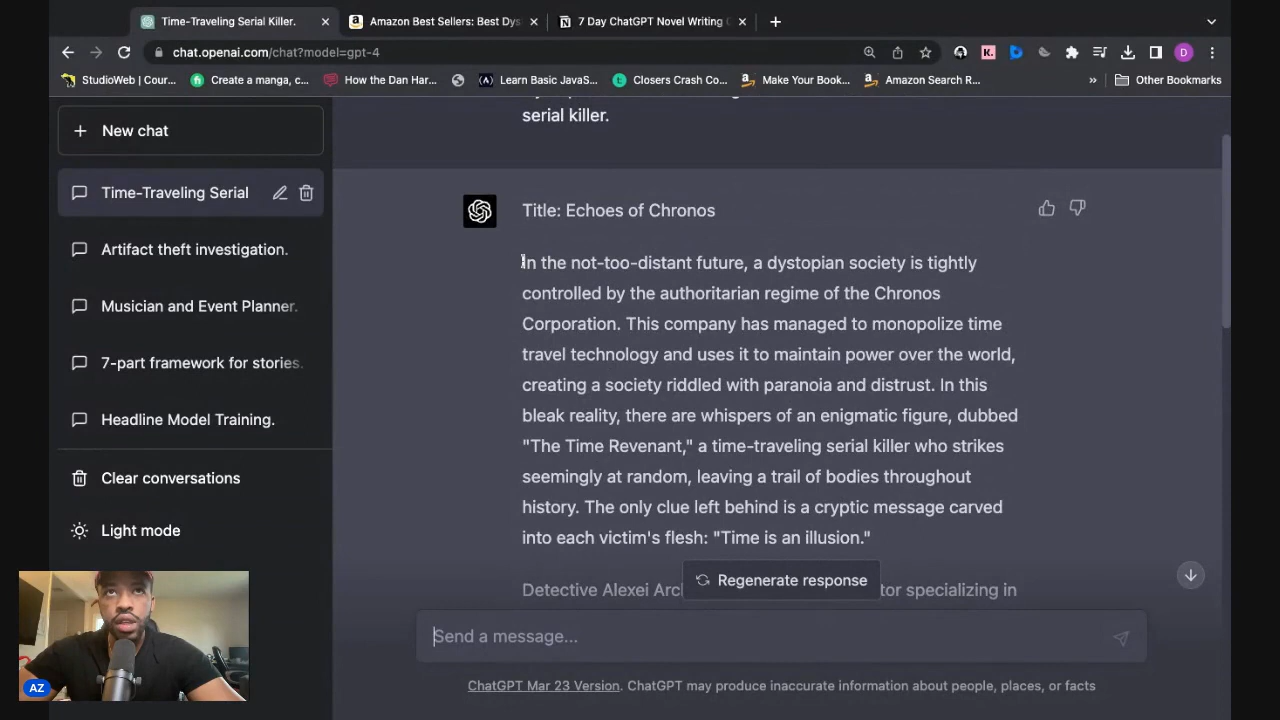 Time-Traveling Serial Killer.
Amazon Best Sellers: Best Dys
7 Day ChatGPT Novel Writing C
chat.openai.com/chat?model=gpt-4
K.
D
StudioWeb | Cour...
Create a manga, c...
How the Dan Har...
Learn Basic JavaS...
Closers Crash Co...
Make Your Book...
Amazon Search R...
»
Other Bookmarks
New chat
Time-Traveling Serial
Artifact theft investigation.
Musician and Event Planner.
7-part framework for stories.
Headline Model Training.
Clear conversations
Light mode
serial killer.
Title: Echoes of Chronos
In the not-too-distant future, a dystopian society is tightly
controlled by the authoritarian regime of the Chronos
Corporation. This company has managed to monopolize time
travel technology and uses it to maintain power over the world,
creating a society riddled with paranoia and distrust. In this
bleak reality, there are whispers of an enigmatic figure, dubbed
"The Time Revenant," a time-traveling serial killer who strikes
seemingly at random, leaving a trail of bodies throughout
history. The only clue left behind is a cryptic message carved
into each victim's flesh: "Time is an illusion."
Detective Alexei Arc
tor specializing in
Regenerate response
Send a message...
ChatGPT Mar 23 Version. ChatGPT may produce inaccurate information about people, places, or facts
AZ